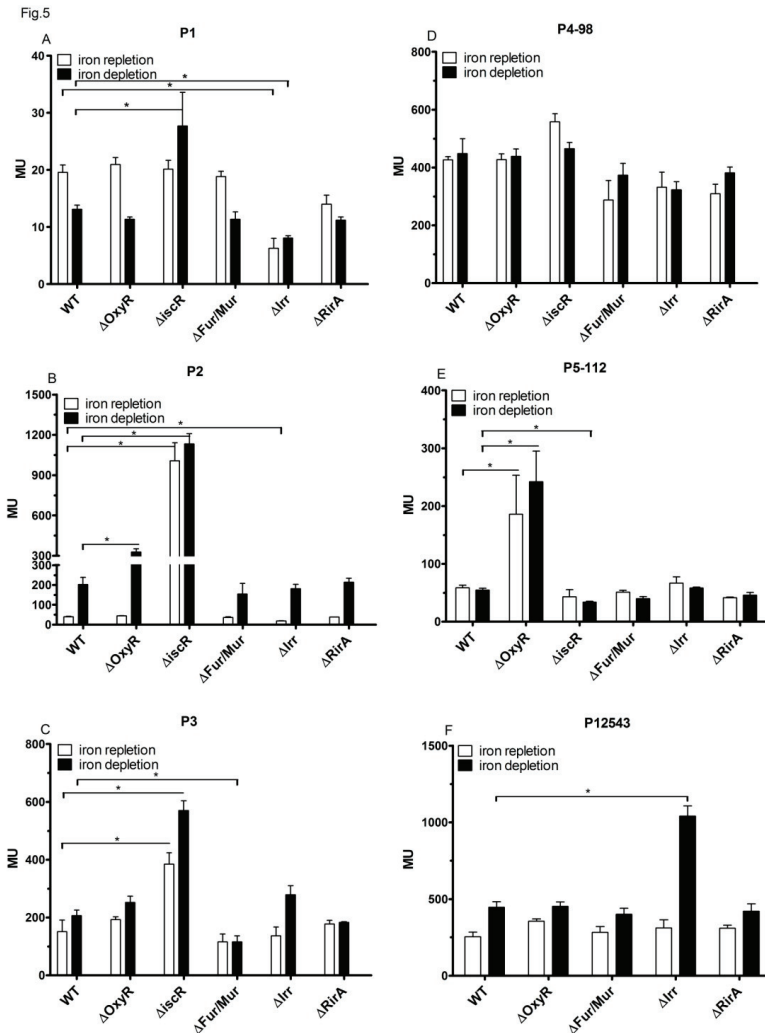 Fig.5
A
P1
iron repletion
iron depletion
MU
40
30
20
10
0
*
*
*
WT
ΔOxyR
ΔiscR
ΔFur/Mur
ΔIrr
ΔRirA
B
P2
iron repletion
iron depletion
MU
1500
1200
900
600
300
300
200
100
0
*
*
*
*
WT
ΔOxyR
ΔiscR
ΔFur/Mur
ΔIrr
ΔRirA
C
P3
iron repletion
iron depletion
MU
800
600
400
200
0
*
*
*
WT
ΔOxyR
ΔiscR
ΔFur/Mur
ΔIrr
ΔRirA
D
P4-98
iron repletion
iron depletion
MU
800
600
400
200
0
WT
ΔOxyR
ΔiscR
ΔFur/Mur
ΔIrr
ΔRirA
E
P5-112
iron repletion
iron depletion
MU
400
300
200
100
0
*
*
*
WT
ΔOxyR
ΔiscR
ΔFur/Mur
ΔIrr
ΔRirA
F
P12543
iron repletion
iron depletion
MU
1500
1000
500
0
*
WT
ΔOxyR
ΔFur/Mur
ΔIrr
ΔRirA